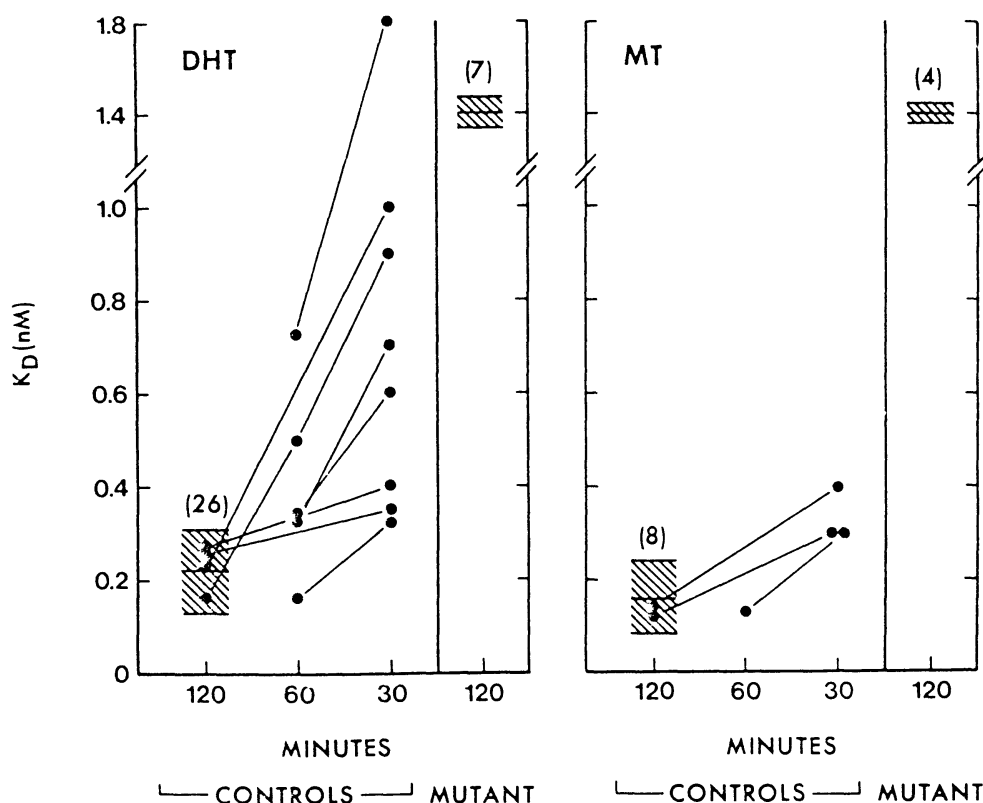 DHT
MT
(7)
(4)
1.8
1.4
1.0
0.8
0.6
0.4
0.2
0
K_D(nM)
(26)
(8)
120 60 30 120
120 60 30 120
MINUTES
MINUTES
CONTROLS MUTANT
CONTROLS MUTANT